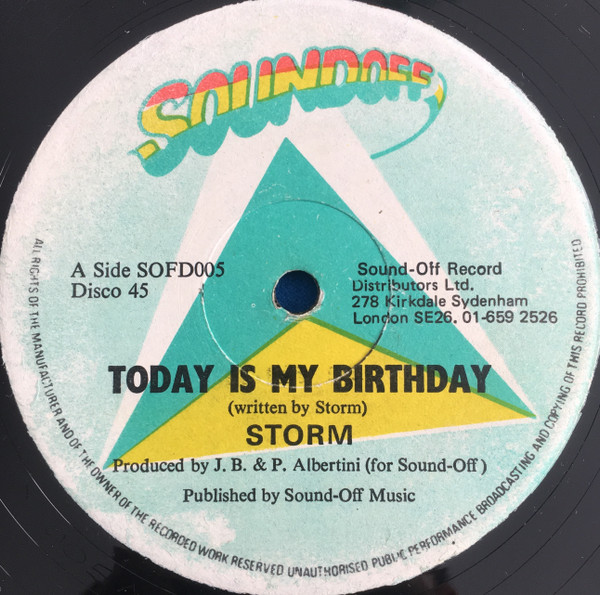 SOUNDOFF
A Side SOFD005
Disco 45
Sound-Off Record
Distributors Ltd.
278 Kirkdale Sydenham
London SE26. 01-659 2526
TODAY IS MY BIRTHDAY
(written by Storm)
STORM
Produced by J. B. & P. Albertini (for Sound-Off)
Published by Sound-Off Music
ALL RIGHTS OF THE MANUFACTURER AND OF THE OWNER OF THE RECORDED WORK RESERVED UNAUTHORISED PUBLIC PERFORMANCE BROADCASTING AND COPYING OF THIS RECORD PROHIBITED